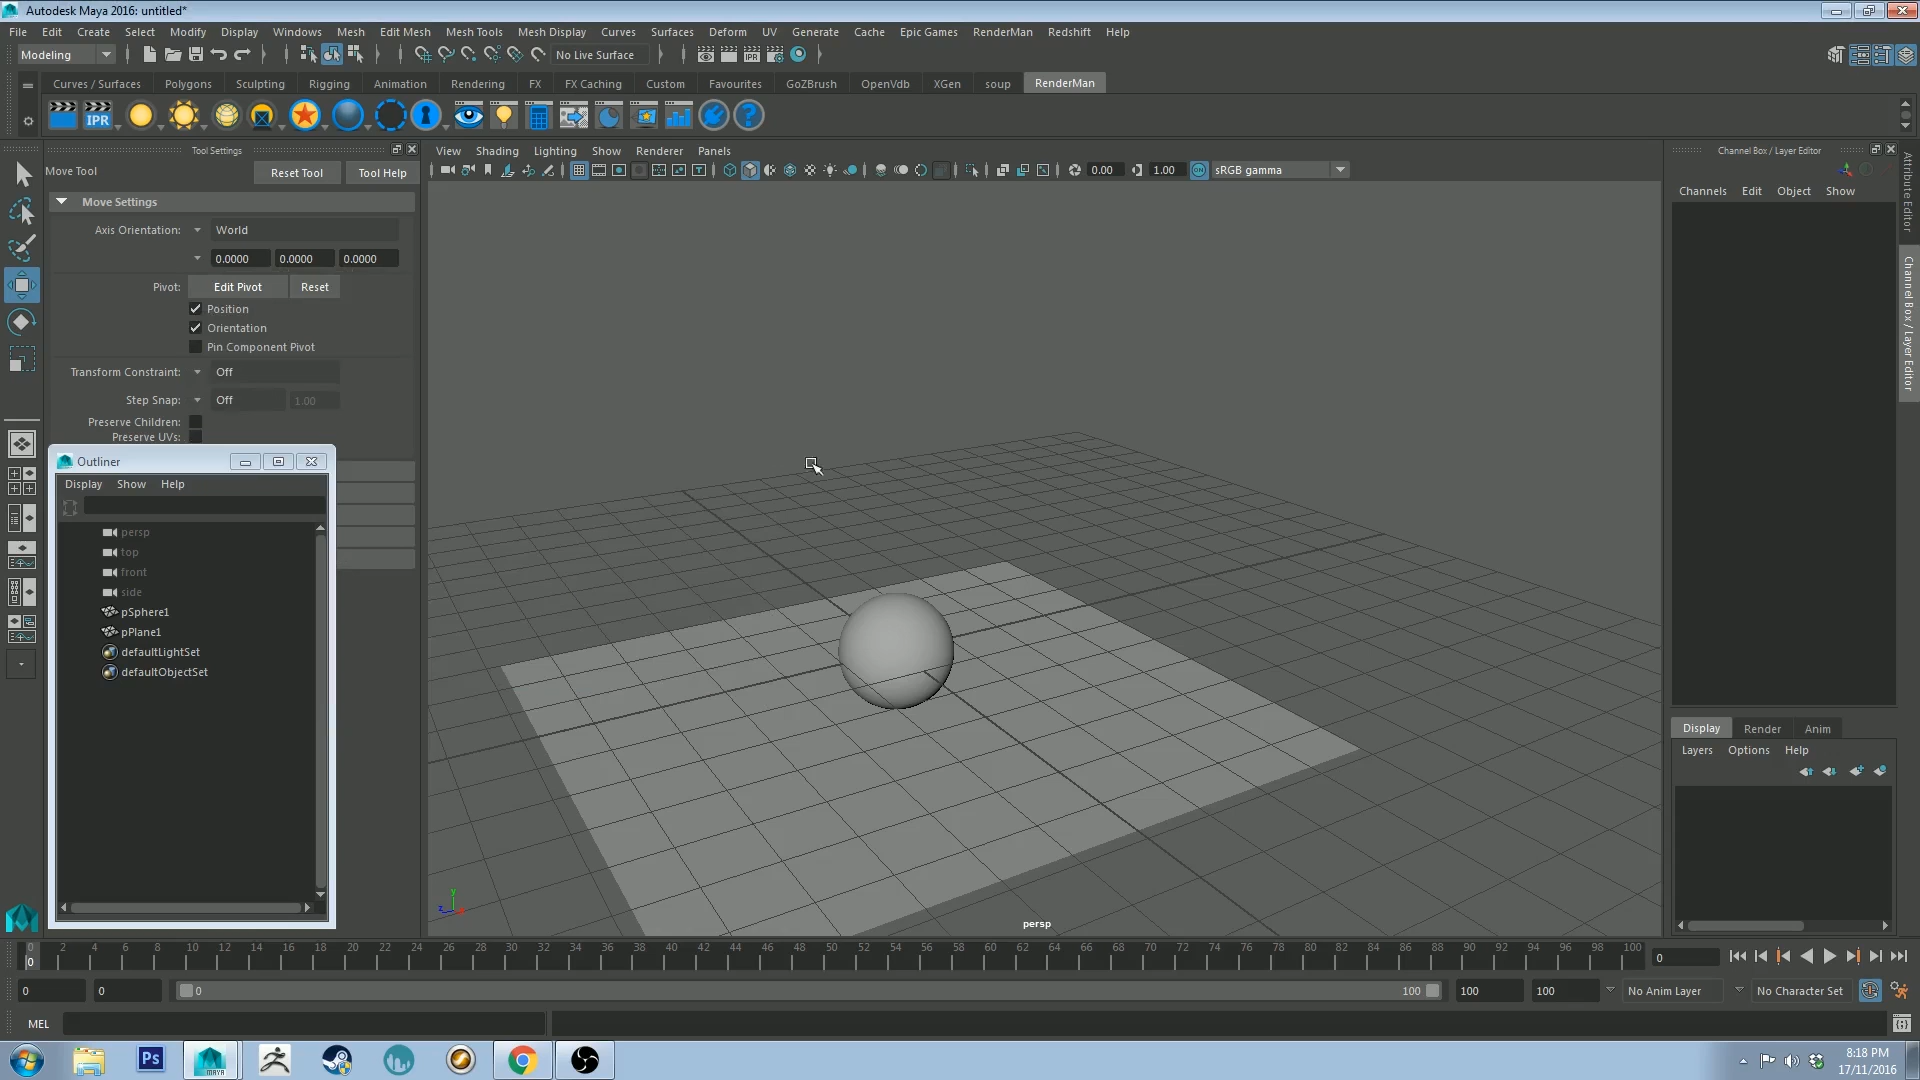 Autodesk Maya 2016: untitled*
File Edit Create Select Modify Display Windows Mesh Edit Mesh Mesh Tools Mesh Display Curves Surfaces Deform UV Generate Cache Epic Games RenderMan Redshift Help
Modeling No Live Surface IPR
Curves / Surfaces Polygons Sculpting Rigging Animation Rendering FX FX Caching Custom Favourites GoZBrush OpenVdb XGen soup RenderMan
IPR ?
Tool Settings
Move Tool Reset Tool Tool Help
Move Settings
Axis Orientation: World
0.0000 0.0000 0.0000
Pivot: Edit Pivot Reset
Position
Orientation
Pin Component Pivot
Transform Constraint: Off
Step Snap: Off 1.00
Preserve Children:
Preserve UVs:
Outliner
Display Show Help
persp
top
front
side
pSphere1
pPlane1
defaultLightSet
defaultObjectSet
View Shading Lighting Show Renderer Panels
0.00 1.00 ON sRGB gamma
y
z x
persp
Channel Box / Layer Editor
Channels Edit Object Show
Attribute Editor
Channel Box / Layer Editor
Display Render Anim
Layers Options Help
0 2 4 6 8 10 12 14 16 18 20 22 24 26 28 30 32 34 36 38 40 42 44 46 48 50 52 54 56 58 60 62 64 66 68 70 72 74 76 78 80 82 84 86 88 90 92 94 96 98 100
0 0
0 0 0 100 100 100 No Anim Layer No Character Set
MEL
Ps MAYA
8:18 PM
17/11/2016